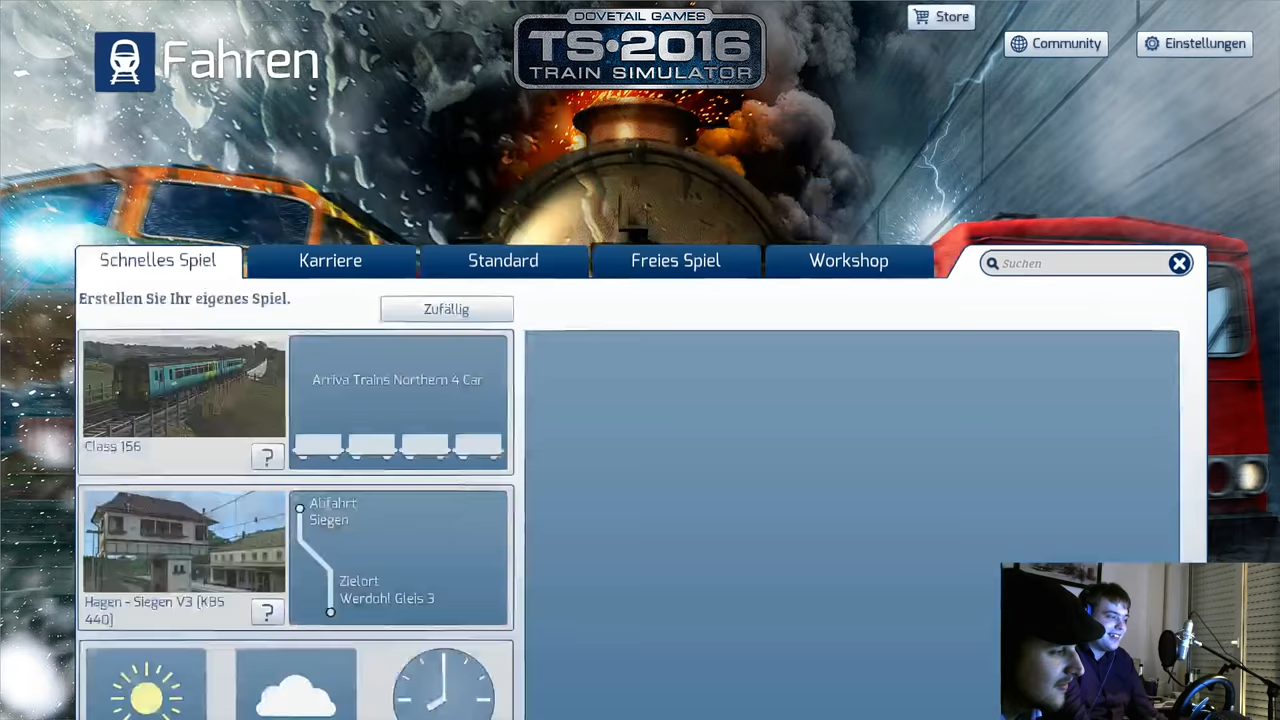 Fahren
DOVETAIL GAMES
TS•2016
TRAIN SIMULATOR
Store
Community
Einstellungen
Schnelles Spiel
Karriere
Standard
Freies Spiel
Workshop
Suchen
Erstellen Sie Ihr eigenes Spiel.
Zufällig
Arriva Trains Northern 4 Car
Class 156
?
Abfahrt
Siegen
Zielort
Werdohl Gleis 3
Hagen - Siegen V3 [KBS
440]
?